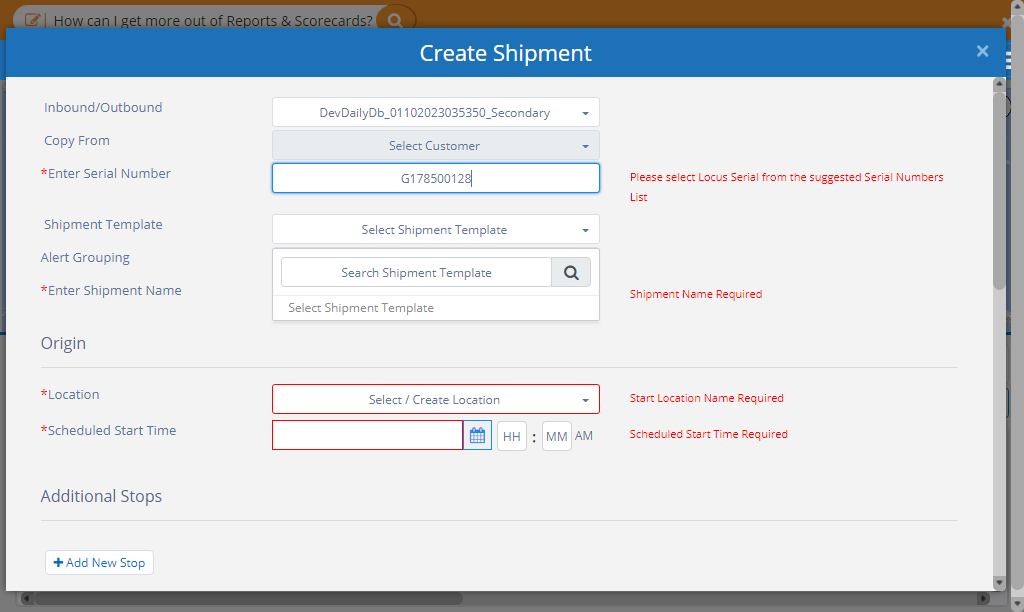 How can I get more out of Reports & Scorecards?
Create Shipment
×
Inbound/Outbound
DevDailyDb_01102023035350_Secondary
Copy From
Select Customer
*Enter Serial Number
G178500128
Please select Locus Serial from the suggested Serial Numbers
List
Shipment Template
Select Shipment Template
Alert Grouping
Search Shipment Template
*Enter Shipment Name
Shipment Name Required
Select Shipment Template
Origin
*Location
Select / Create Location
Start Location Name Required
*Scheduled Start Time
HH : MM AM
Scheduled Start Time Required
Additional Stops
+ Add New Stop